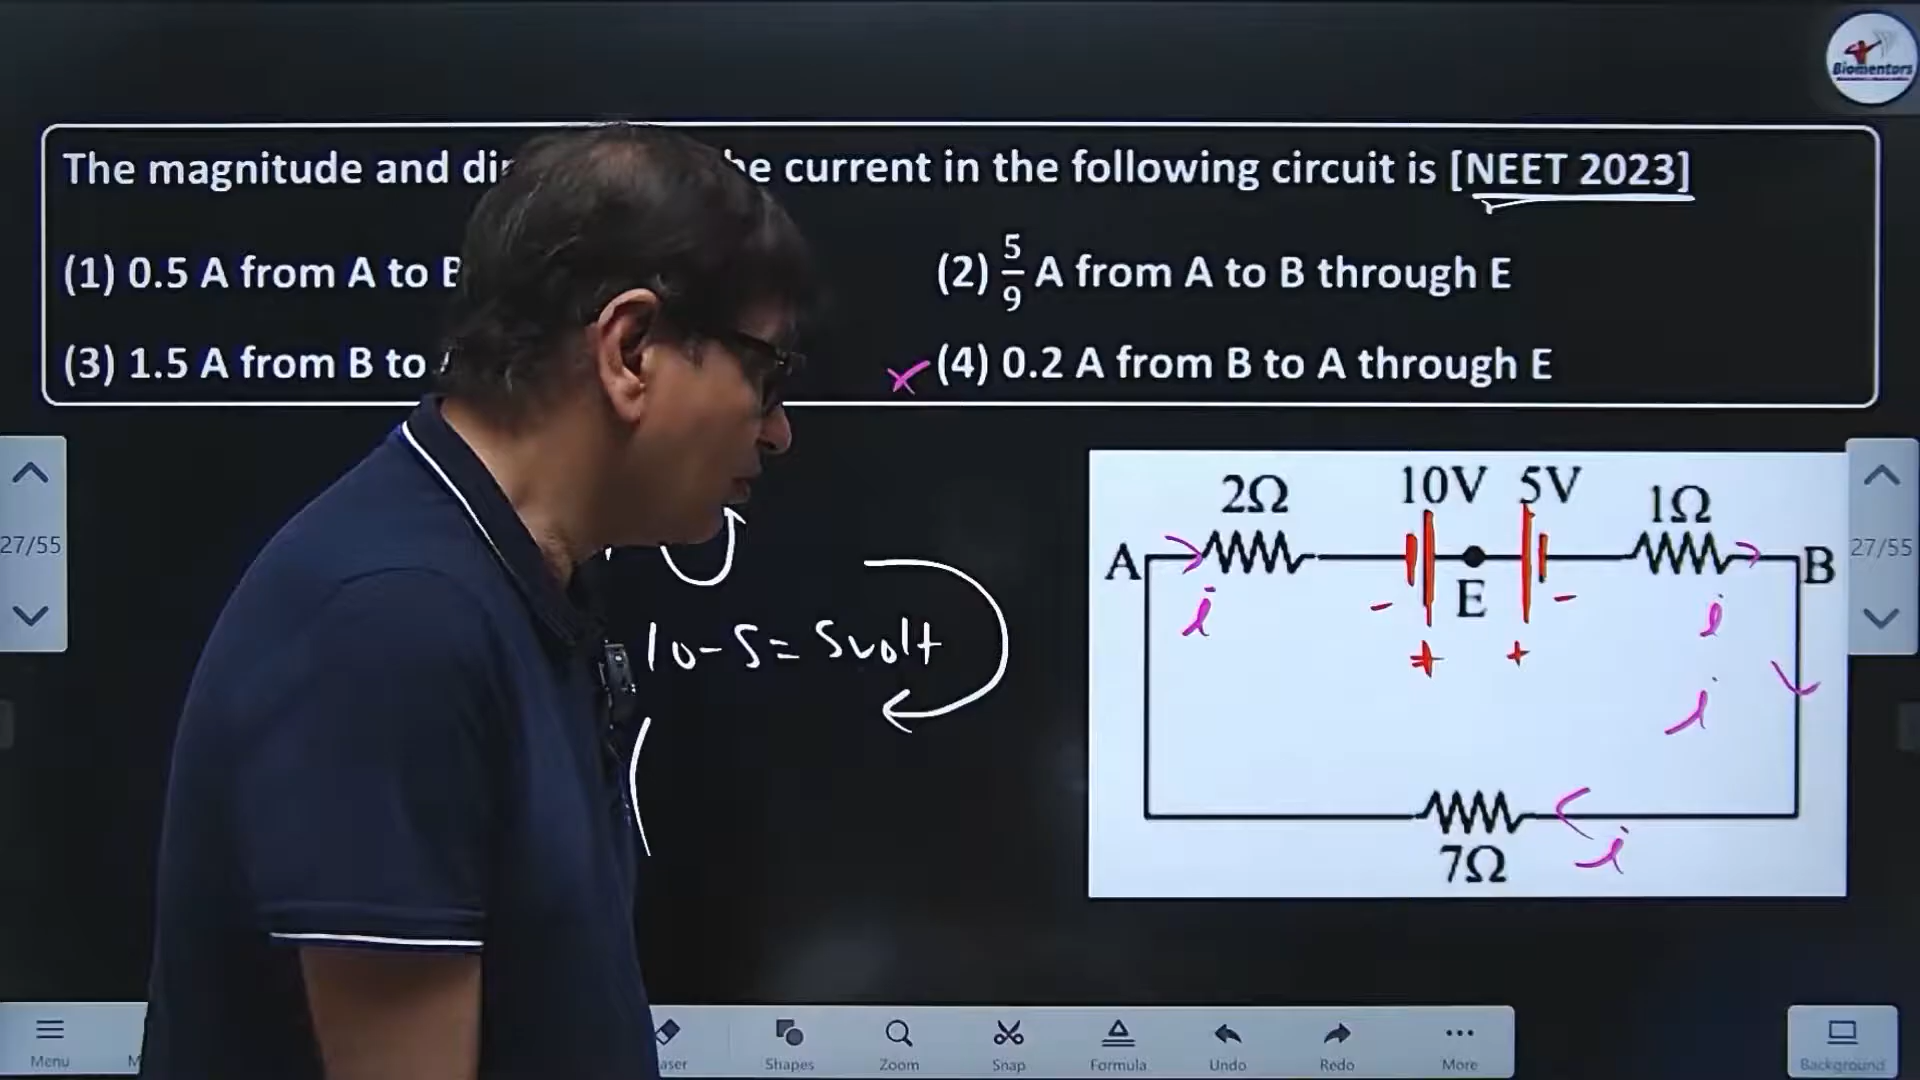 Biomentors
The magnitude and he current in the following circuit is [NEET 2023]
(1) 0.5 A from A to
(2) 5/9 A from A to B through E
(3) 1.5 A from B to
(4) 0.2 A from B to A through E
27/55
27/55
2Ω 10V 5V 1Ω
A E B
- + + -
i i
i
i
7Ω
10-5=5volt
Menu
Shapes
Zoom
Snap
Formula
Undo
Redo
More
Background